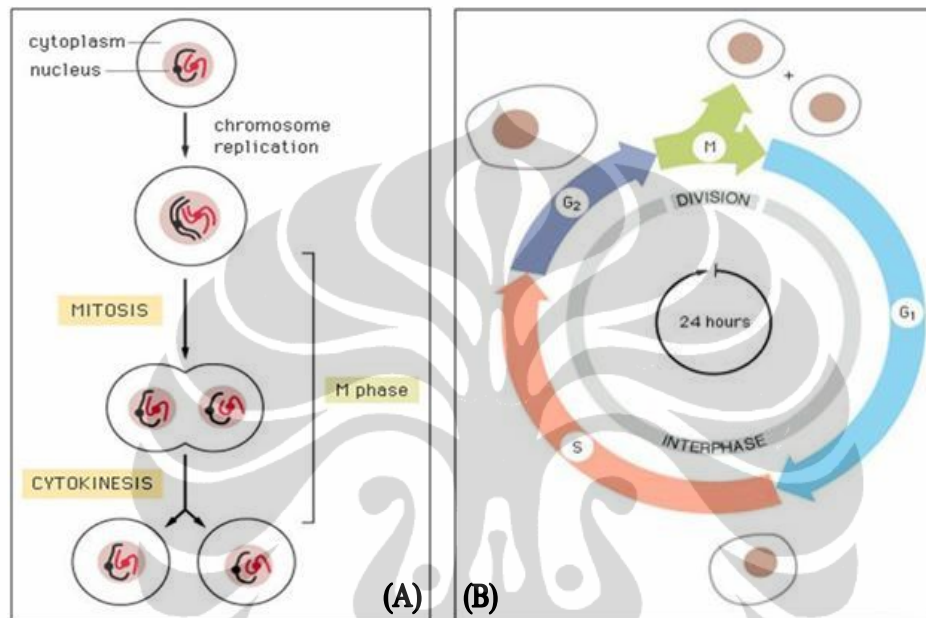 cytoplasm
nucleus
chromosome
replication
MITOSIS
M phase
CYTOKINESIS
(A)
+
M
G₂
DIVISION
G₁
24 hours
INTERPHASE
S
(B)